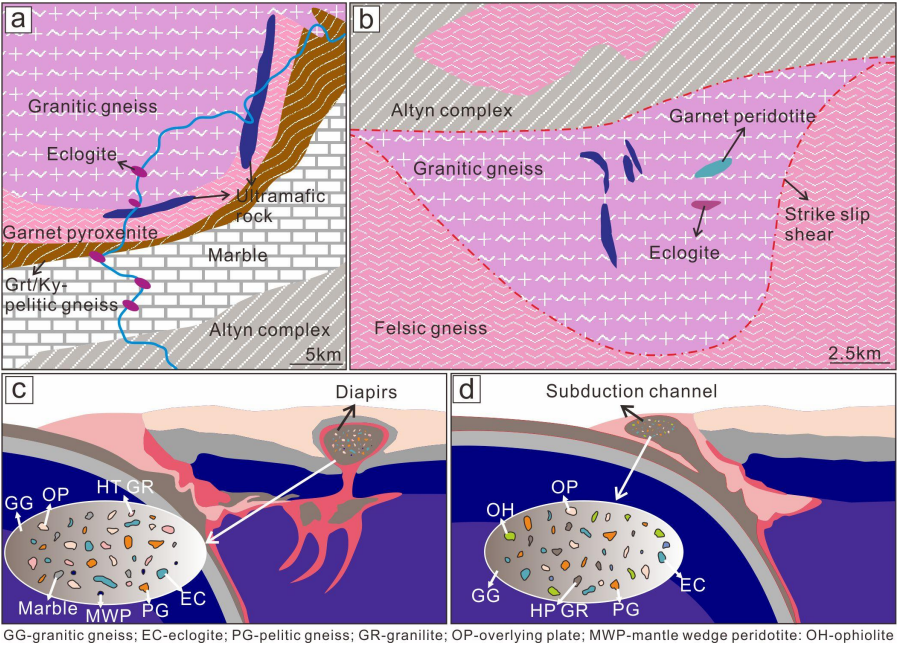 a
Granitic gneiss
Eclogite
Ultramafic
rock
Garnet pyroxenite
Marble
Grt/Ky-
pelitic gneiss
Altyn complex
5km
b
Altyn complex
Garnet peridotite
Granitic gneiss
Strike slip
shear
Eclogite
Felsic gneiss
2.5km
c
Diapirs
HT GR
OP
GG
Marble
MWP
PG
EC
d
Subduction channel
OP
OH
GG
HP GR
PG
EC
GG-granitic gneiss; EC-eclogite; PG-pelitic gneiss; GR-granilite; OP-overlying plate; MWP-mantle wedge peridotite: OH-ophiolite